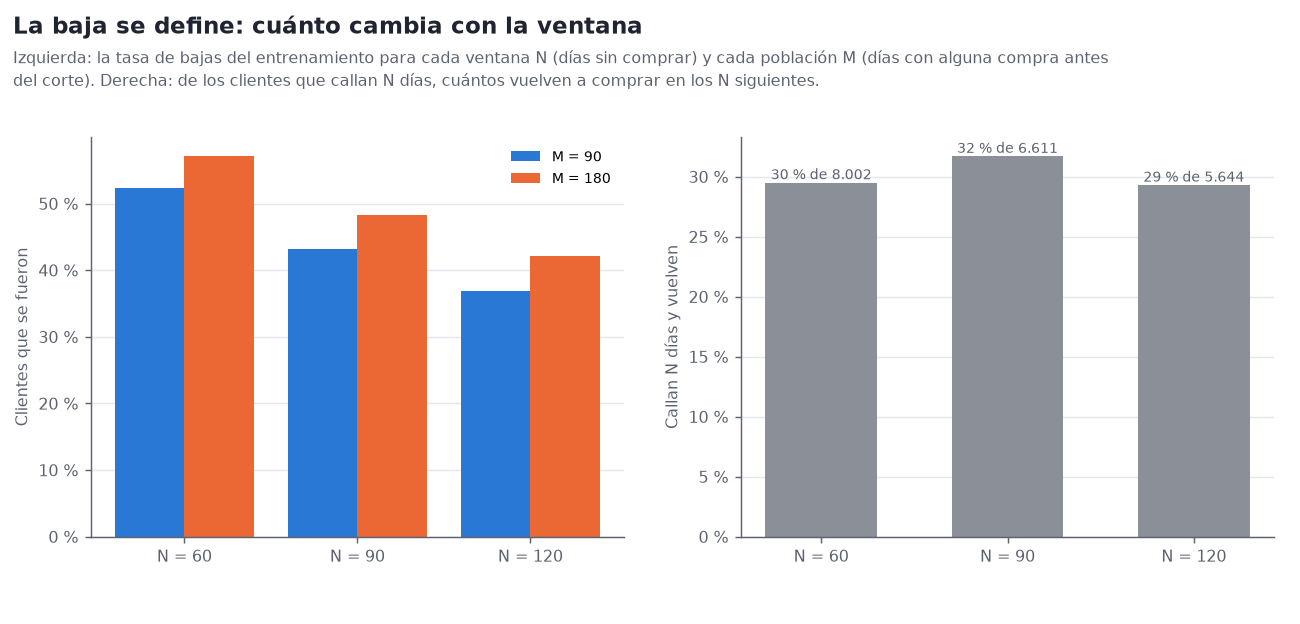 La baja se define: cuánto cambia con la ventana
Izquierda: la tasa de bajas del entrenamiento para cada ventana N (días sin comprar) y cada población M (días con alguna compra antes
del corte). Derecha: de los clientes que callan N días, cuántos vuelven a comprar en los N siguientes.
Clientes que se fueron
50 %
40 %
30 %
20 %
10 %
0 %
N = 60
N = 90
N = 120
M = 90
M = 180
Callan N días y vuelven
30 %
25 %
20 %
15 %
10 %
5 %
0 %
30 % de 8.002
32 % de 6.611
29 % de 5.644
N = 60
N = 90
N = 120